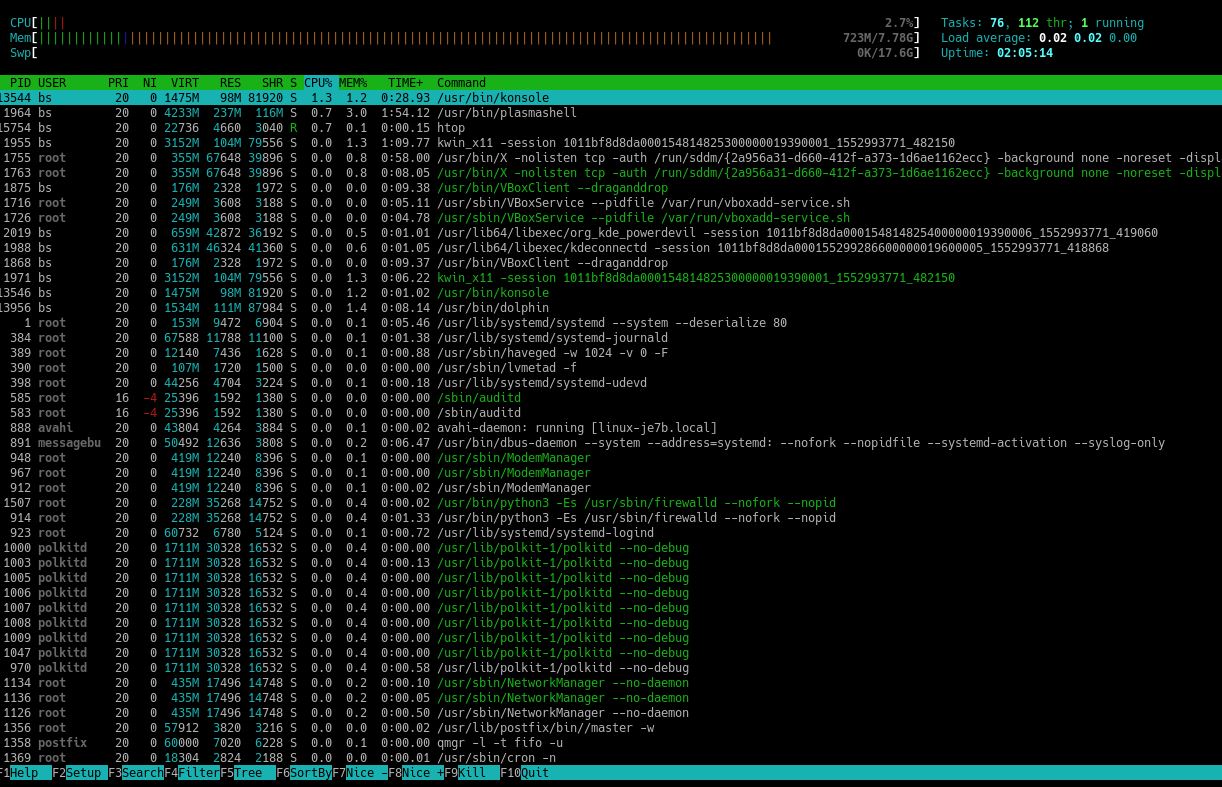 CPU[|||| 2.7%] Tasks: 76, 112 thr; 1 running
Mem[||||||||||||||||||||||||||||||||||||||||||||||||||||||||||||||||||||||||||||||||||||||||||||||||||||||||| 723M/7.78G] Load average: 0.02 0.02 0.00
Swp[ 0K/17.6G] Uptime: 02:05:14
PID USER PRI NI VIRT RES SHR S CPU% MEM% TIME+ Command
13544 bs 20 0 1475M 98M 81920 S 1.3 1.2 0:28.93 /usr/bin/konsole
1964 bs 20 0 4233M 237M 116M S 0.7 3.0 1:54.12 /usr/bin/plasmashell
15754 bs 20 0 22736 4660 3040 R 0.7 0.1 0:00.15 htop
1955 bs 20 0 3152M 104M 79556 S 0.0 1.3 1:09.77 kwin_x11 -session 1011bf8d8da000154814825300000019390001_1552993771_482150
1755 root 20 0 355M 67648 39896 S 0.0 0.8 0:58.00 /usr/bin/X -nolisten tcp -auth /run/sddm/{2a956a31-d660-412f-a373-1d6ae1162ecc} -background none -noreset -displ
1763 root 20 0 355M 67648 39896 S 0.0 0.8 0:08.05 /usr/bin/X -nolisten tcp -auth /run/sddm/{2a956a31-d660-412f-a373-1d6ae1162ecc} -background none -noreset -displ
1875 bs 20 0 176M 2328 1972 S 0.0 0.0 0:09.38 /usr/bin/VBoxClient --draganddrop
1716 root 20 0 249M 3608 3188 S 0.0 0.0 0:05.11 /usr/sbin/VBoxService --pidfile /var/run/vboxadd-service.sh
1726 root 20 0 249M 3608 3188 S 0.0 0.0 0:04.78 /usr/sbin/VBoxService --pidfile /var/run/vboxadd-service.sh
2019 bs 20 0 659M 42872 36192 S 0.0 0.5 0:01.01 /usr/lib64/libexec/org_kde_powerdevil -session 1011bf8d8da000154814825400000019390006_1552993771_419060
1988 bs 20 0 631M 46324 41360 S 0.0 0.6 0:01.05 /usr/lib64/libexec/kdeconnectd -session 1011bf8d8da000155299286600000019600005_1552993771_418868
1868 bs 20 0 176M 2328 1972 S 0.0 0.0 0:09.37 /usr/bin/VBoxClient --draganddrop
1971 bs 20 0 3152M 104M 79556 S 0.0 1.3 0:06.22 kwin_x11 -session 1011bf8d8da000154814825300000019390001_1552993771_482150
13546 bs 20 0 1475M 98M 81920 S 0.0 1.2 0:01.02 /usr/bin/konsole
13956 bs 20 0 1534M 111M 87984 S 0.0 1.4 0:08.14 /usr/bin/dolphin
1 root 20 0 153M 9472 6904 S 0.0 0.1 0:05.46 /usr/lib/systemd/systemd --system --deserialize 80
384 root 20 0 67588 11788 11100 S 0.0 0.1 0:01.38 /usr/lib/systemd/systemd-journald
389 root 20 0 12140 7436 1628 S 0.0 0.1 0:00.88 /usr/sbin/haveged -w 1024 -v 0 -F
390 root 20 0 107M 1720 1500 S 0.0 0.0 0:00.00 /usr/sbin/lvmetad -f
398 root 20 0 44256 4704 3224 S 0.0 0.1 0:00.18 /usr/lib/systemd/systemd-udevd
585 root 16 -4 25396 1592 1380 S 0.0 0.0 0:00.00 /sbin/auditd
583 root 16 -4 25396 1592 1380 S 0.0 0.0 0:00.00 /sbin/auditd
888 avahi 20 0 43804 4264 3884 S 0.0 0.1 0:00.02 avahi-daemon: running [linux-je7b.local]
891 messagebu 20 0 50492 12636 3808 S 0.0 0.2 0:06.47 /usr/bin/dbus-daemon --system --address=systemd: --nofork --nopidfile --systemd-activation --syslog-only
948 root 20 0 419M 12240 8396 S 0.0 0.1 0:00.00 /usr/sbin/ModemManager
967 root 20 0 419M 12240 8396 S 0.0 0.1 0:00.00 /usr/sbin/ModemManager
912 root 20 0 419M 12240 8396 S 0.0 0.1 0:00.02 /usr/sbin/ModemManager
1507 root 20 0 228M 35268 14752 S 0.0 0.4 0:00.02 /usr/bin/python3 -Es /usr/sbin/firewalld --nofork --nopid
914 root 20 0 228M 35268 14752 S 0.0 0.4 0:01.33 /usr/bin/python3 -Es /usr/sbin/firewalld --nofork --nopid
923 root 20 0 60732 6780 5124 S 0.0 0.1 0:00.72 /usr/lib/systemd/systemd-logind
1000 polkitd 20 0 1711M 30328 16532 S 0.0 0.4 0:00.00 /usr/lib/polkit-1/polkitd --no-debug
1003 polkitd 20 0 1711M 30328 16532 S 0.0 0.4 0:00.13 /usr/lib/polkit-1/polkitd --no-debug
1005 polkitd 20 0 1711M 30328 16532 S 0.0 0.4 0:00.00 /usr/lib/polkit-1/polkitd --no-debug
1006 polkitd 20 0 1711M 30328 16532 S 0.0 0.4 0:00.00 /usr/lib/polkit-1/polkitd --no-debug
1007 polkitd 20 0 1711M 30328 16532 S 0.0 0.4 0:00.00 /usr/lib/polkit-1/polkitd --no-debug
1008 polkitd 20 0 1711M 30328 16532 S 0.0 0.4 0:00.00 /usr/lib/polkit-1/polkitd --no-debug
1009 polkitd 20 0 1711M 30328 16532 S 0.0 0.4 0:00.00 /usr/lib/polkit-1/polkitd --no-debug
1047 polkitd 20 0 1711M 30328 16532 S 0.0 0.4 0:00.00 /usr/lib/polkit-1/polkitd --no-debug
970 polkitd 20 0 1711M 30328 16532 S 0.0 0.4 0:00.58 /usr/lib/polkit-1/polkitd --no-debug
1134 root 20 0 435M 17496 14748 S 0.0 0.2 0:00.10 /usr/sbin/NetworkManager --no-daemon
1136 root 20 0 435M 17496 14748 S 0.0 0.2 0:00.05 /usr/sbin/NetworkManager --no-daemon
1126 root 20 0 435M 17496 14748 S 0.0 0.2 0:00.50 /usr/sbin/NetworkManager --no-daemon
1356 root 20 0 57912 3820 3216 S 0.0 0.0 0:00.02 /usr/lib/postfix/bin//master -w
1358 postfix 20 0 60000 7020 6228 S 0.0 0.1 0:00.00 qmgr -l -t fifo -u
1369 root 20 0 18304 2824 2188 S 0.0 0.0 0:00.01 /usr/sbin/cron -n
F1Help F2Setup F3SearchF4FilterF5Tree F6SortByF7Nice -F8Nice +F9Kill F10Quit